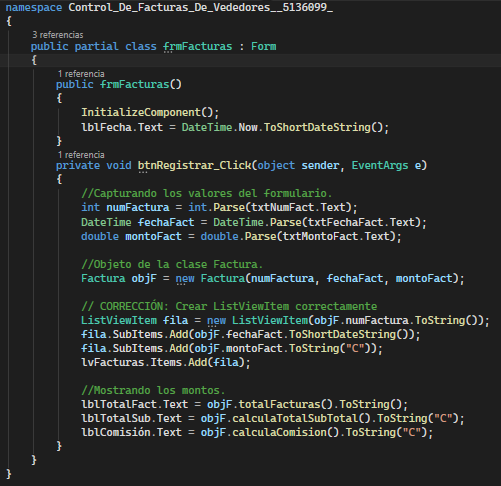 namespace Control_De_Facturas_De_Vededores__5136099_
{
3 referencias
public partial class frmFacturas : Form
{
1 referencia
public frmFacturas()
{
InitializeComponent();
lblFecha.Text = DateTime.Now.ToShortDateString();
}
1 referencia
private void btnRegistrar_Click(object sender, EventArgs e)
{
//Capturando los valores del formulario.
int numFactura = int.Parse(txtNumFact.Text);
DateTime fechaFact = DateTime.Parse(txtFechaFact.Text);
double montoFact = double.Parse(txtMontoFact.Text);
//Objeto de la clase Factura.
Factura objF = new Factura(numFactura, fechaFact, montoFact);
// CORRECCIÓN: Crear ListViewItem correctamente
ListViewItem fila = new ListViewItem(objF.numFactura.ToString());
fila.SubItems.Add(objF.fechaFact.ToShortDateString());
fila.SubItems.Add(objF.montoFact.ToString("C"));
lvFacturas.Items.Add(fila);
//Mostrando los montos.
lblTotalFact.Text = objF.totalFacturas().ToString();
lblTotalSub.Text = objF.calculaTotalSubTotal().ToString("C");
lblComisión.Text = objF.calculaComision().ToString("C");
}
}
}